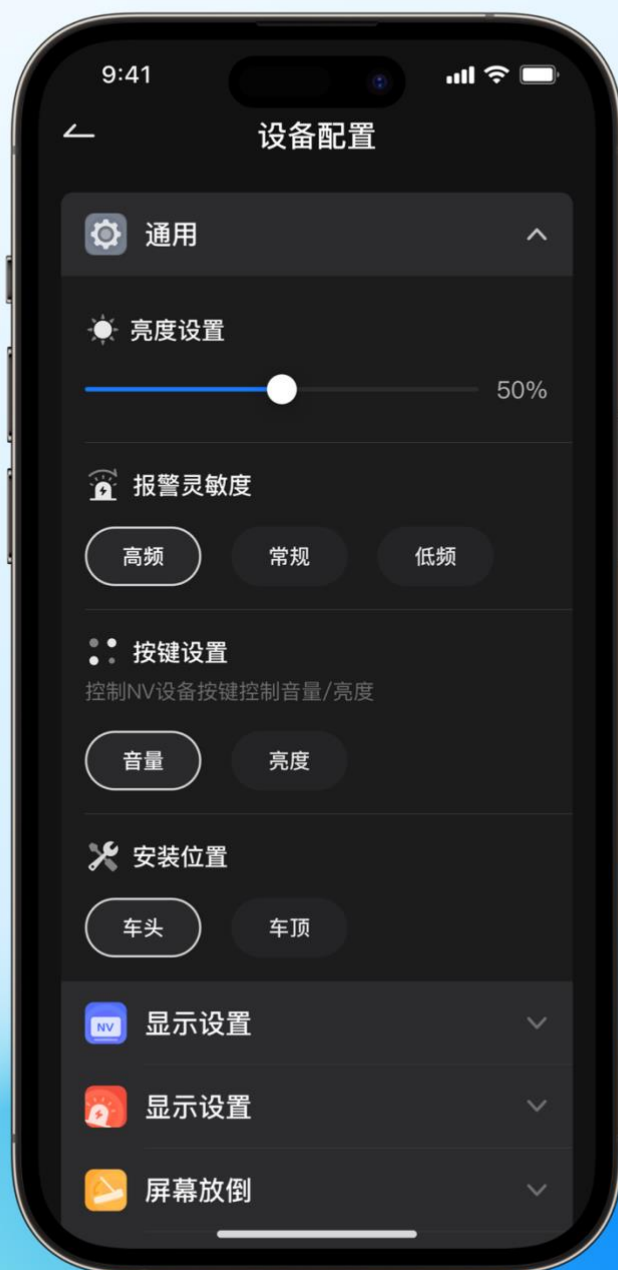 9:41
设备配置
通用
亮度设置
50%
报警灵敏度
高频 常规 低频
按键设置
控制NV设备按键控制音量/亮度
音量 亮度
安装位置
车头 车顶
NV 显示设置
显示设置
屏幕放倒